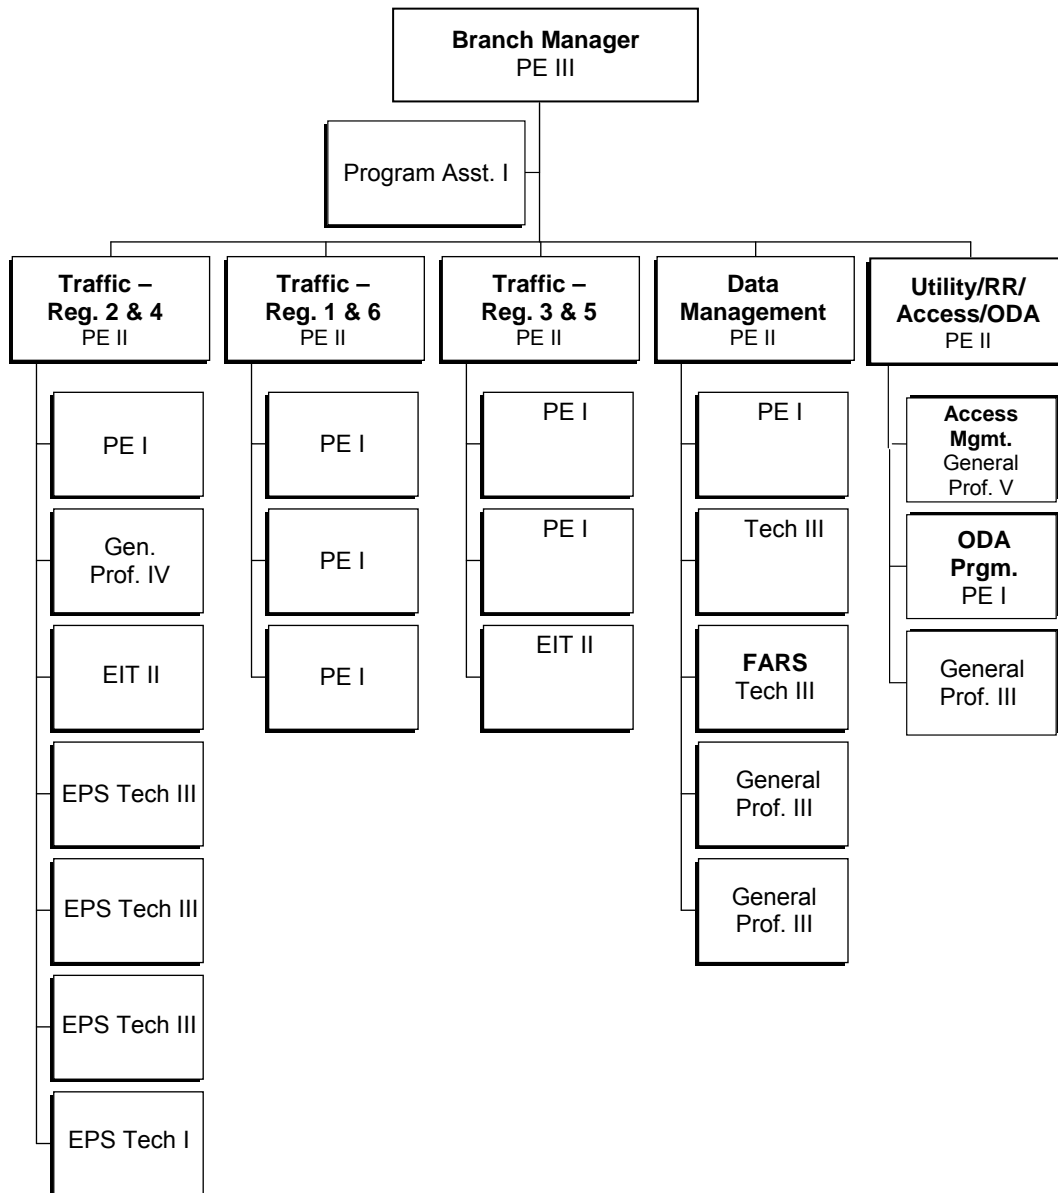 Branch Manager
PE III
Program Asst. I
Traffic –
Reg. 2 & 4
PE II
Traffic –
Reg. 1 & 6
PE II
Traffic –
Reg. 3 & 5
PE II
Data
Management
PE II
Utility/RR/
Access/ODA
PE II
PE I
Gen.
Prof. IV
EIT II
EPS Tech III
EPS Tech III
EPS Tech III
EPS Tech I
PE I
PE I
PE I
PE I
PE I
EIT II
PE I
Tech III
FARS
Tech III
General
Prof. III
General
Prof. III
Access
Mgmt.
General
Prof. V
ODA
Prgm.
PE I
General
Prof. III